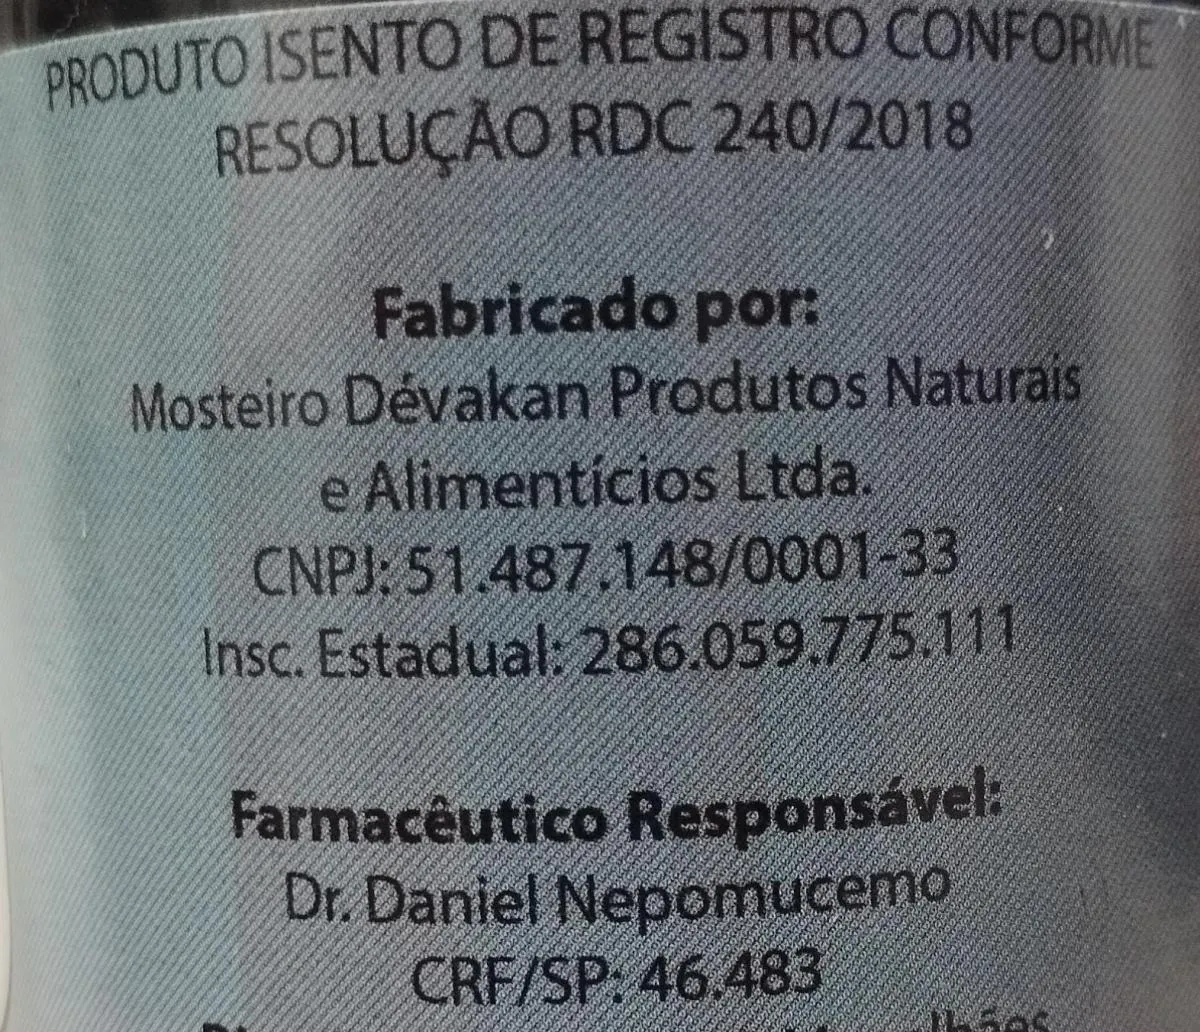 PRODUTO ISENTO DE REGISTRO CONFORME
RESOLUÇÃO RDC 240/2018
Fabricado por:
Mosteiro Dévakan Produtos Naturais
e Alimentícios Ltda.
CNPJ: 51.487.148/0001-33
Insc. Estadual: 286.059.775.111
Farmacêutico Responsável:
Dr. Daniel Nepomucemo
CRF/SP: 46.483